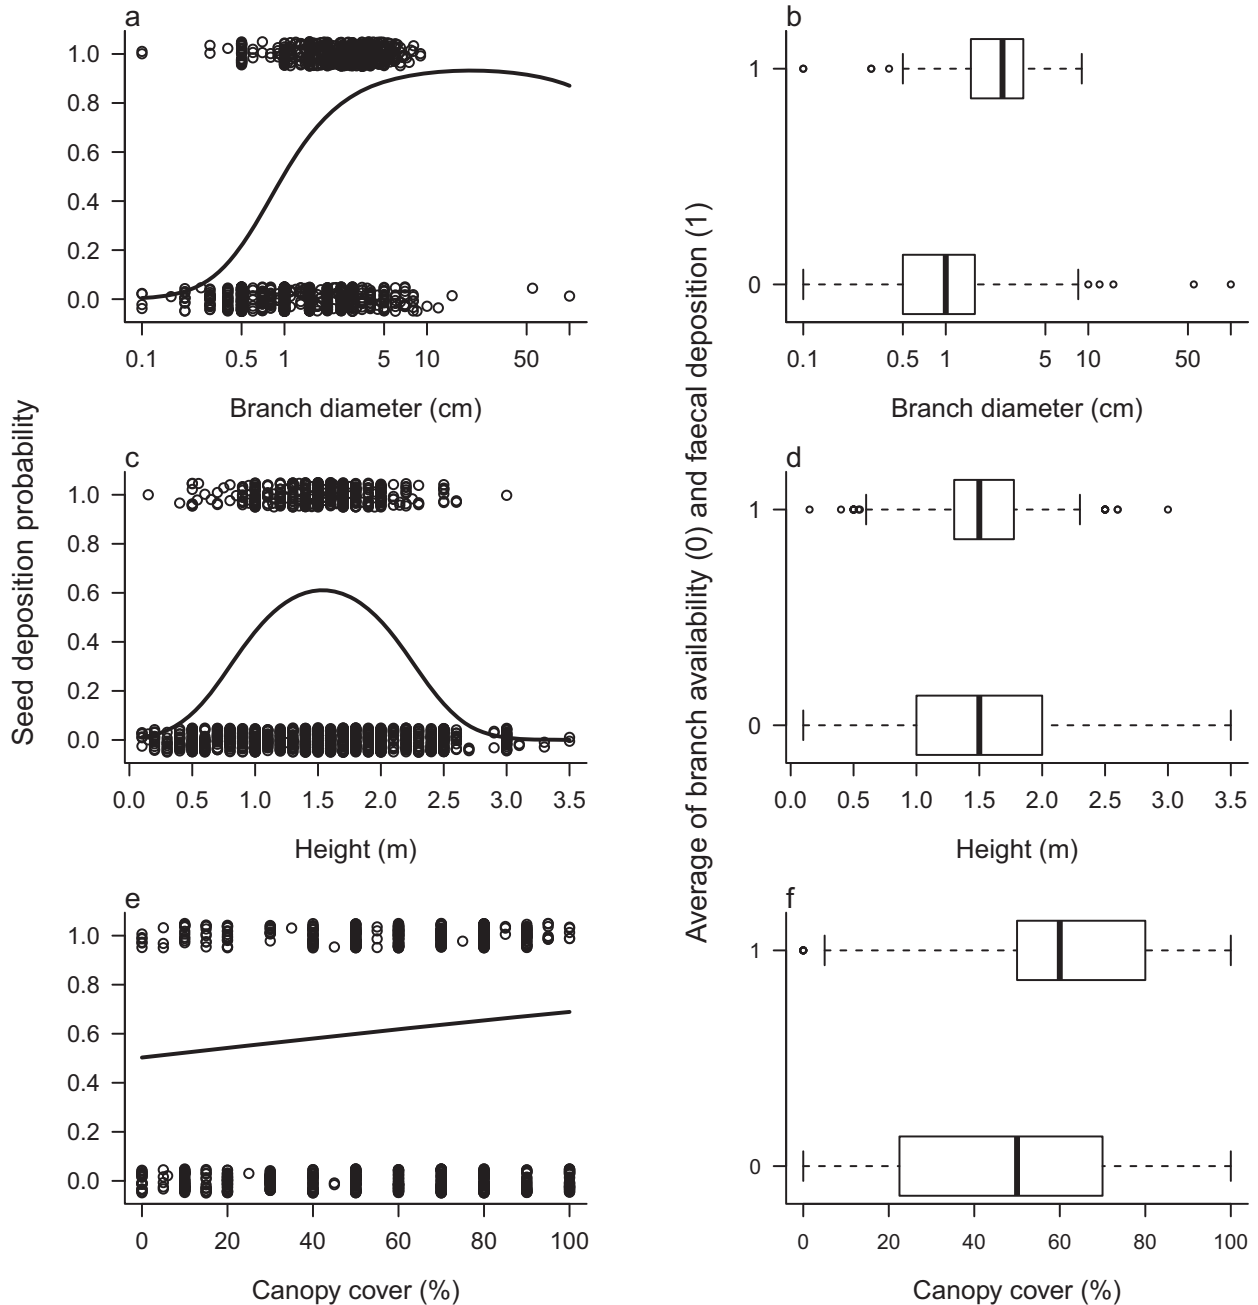 a
1.0
0.8
0.6
0.4
0.2
0.0
0.1 0.5 1 5 10 50
Branch diameter (cm)
b
1
0
0.1 0.5 1 5 10 50
Branch diameter (cm)
c
1.0
0.8
0.6
0.4
0.2
0.0
0.0 0.5 1.0 1.5 2.0 2.5 3.0 3.5
Height (m)
d
1
0
0.0 0.5 1.0 1.5 2.0 2.5 3.0 3.5
Height (m)
e
1.0
0.8
0.6
0.4
0.2
0.0
0 20 40 60 80 100
Canopy cover (%)
f
1
0
0 20 40 60 80 100
Canopy cover (%)
Seed deposition probability
Average of branch availability (0) and faecal deposition (1)